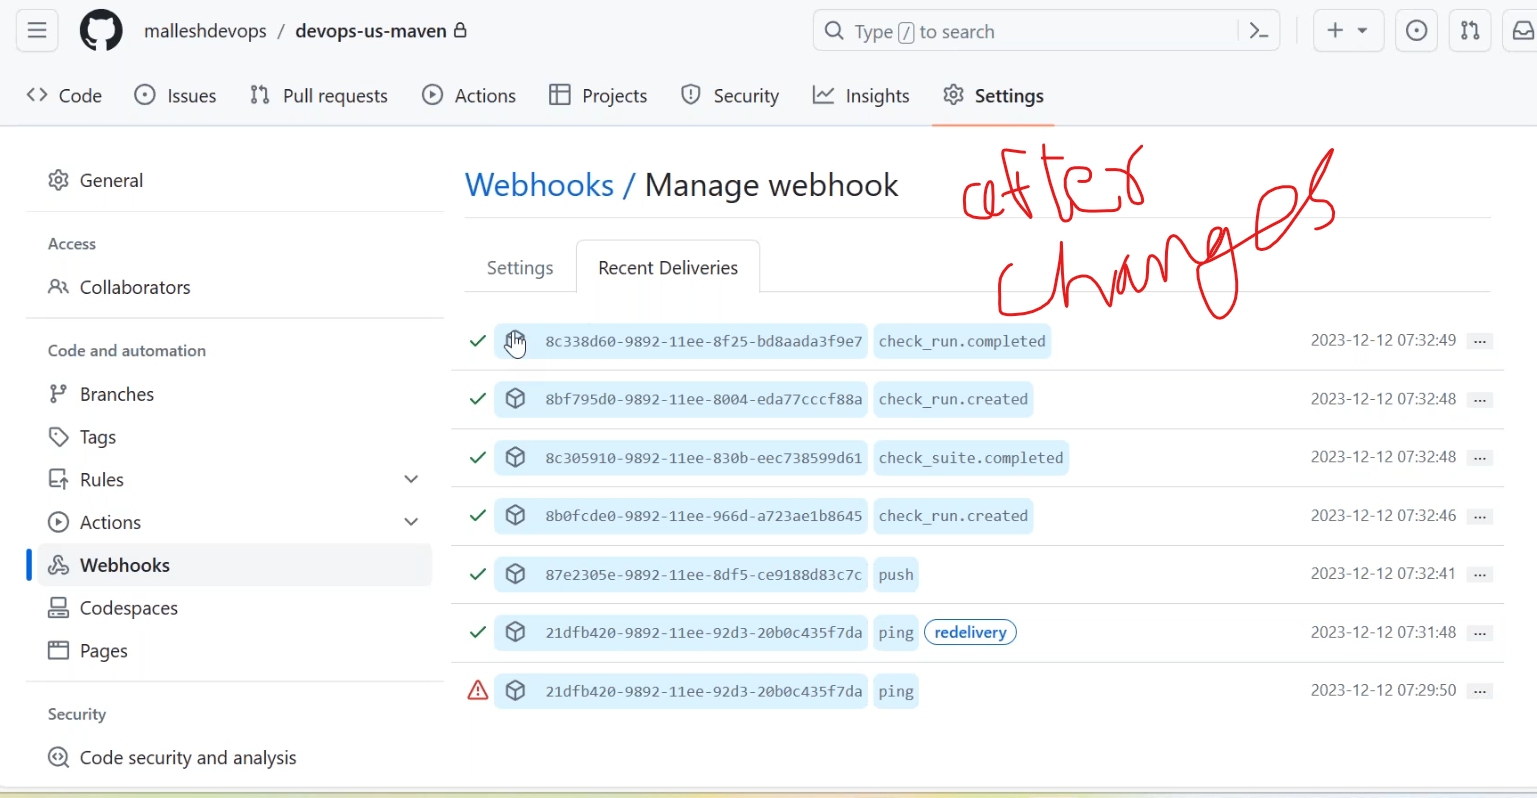 malleshdevops / devops-us-maven
Type / to search
Code Issues Pull requests Actions Projects Security Insights Settings
General
Access
Collaborators
Code and automation
Branches
Tags
Rules
Actions
Webhooks
Codespaces
Pages
Security
Code security and analysis
Webhooks / Manage webhook
after
changes
Settings Recent Deliveries
8c338d60-9892-11ee-8f25-bd8aada3f9e7 check_run.completed 2023-12-12 07:32:49 ...
8bf795d0-9892-11ee-8004-eda77cccf88a check_run.created 2023-12-12 07:32:48 ...
8c305910-9892-11ee-830b-eec738599d61 check_suite.completed 2023-12-12 07:32:48 ...
8b0fcde0-9892-11ee-966d-a723ae1b8645 check_run.created 2023-12-12 07:32:46 ...
87e2305e-9892-11ee-8df5-ce9188d83c7c push 2023-12-12 07:32:41 ...
21dfb420-9892-11ee-92d3-20b0c435f7da ping redelivery 2023-12-12 07:31:48 ...
21dfb420-9892-11ee-92d3-20b0c435f7da ping 2023-12-12 07:29:50 ...